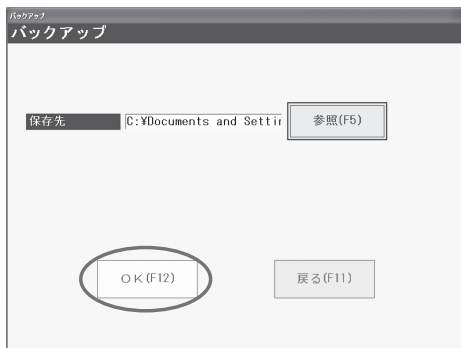 バックアップ
バックアップ
保存先 C:¥Documents and Settir 参照(F5)
OK(F12) 戻る(F11)